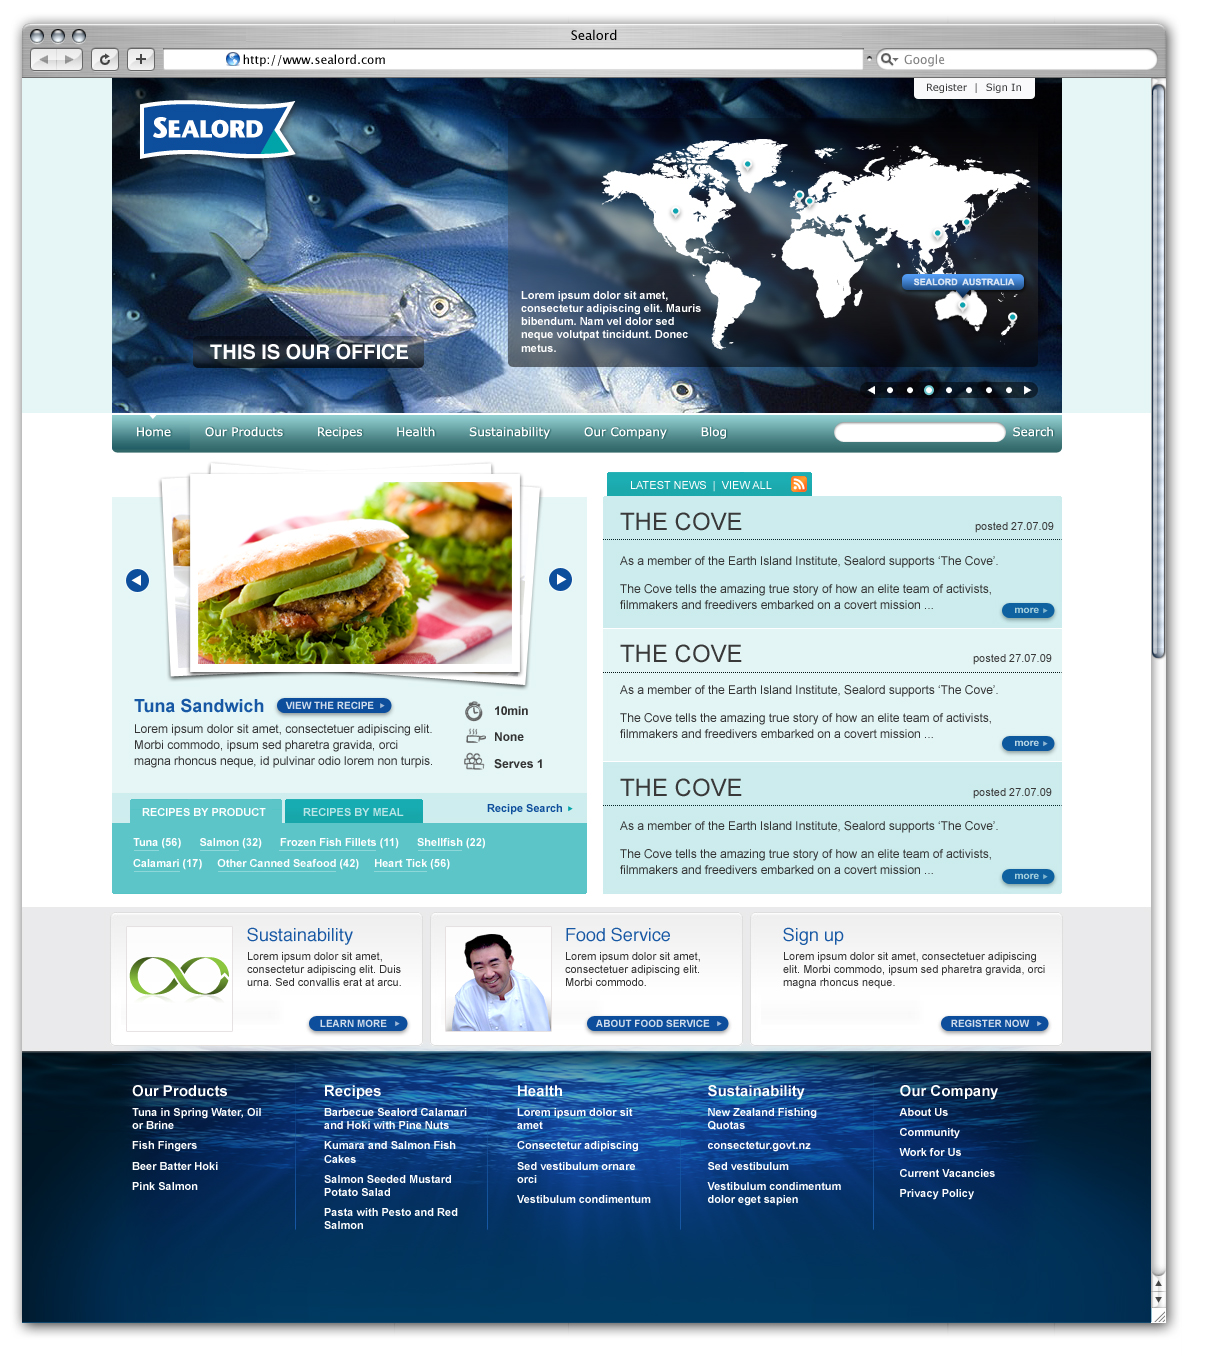 Sealord
http://www.sealord.com
Google
Register | Sign In
SEALORD
SEALORD AUSTRALIA
Lorem ipsum dolor sit amet,
consectetur adipiscing elit. Mauris
bibendum. Nam vel dolor sed
neque volutpat tincidunt. Donec
metus.
THIS IS OUR OFFICE
Home Our Products Recipes Health Sustainability Our Company Blog Search
LATEST NEWS | VIEW ALL
THE COVE
posted 27.07.09
As a member of the Earth Island Institute, Sealord supports ‘The Cove’.
The Cove tells the amazing true story of how an elite team of activists,
filmmakers and freedivers embarked on a covert mission ...
more
THE COVE
posted 27.07.09
As a member of the Earth Island Institute, Sealord supports ‘The Cove’.
The Cove tells the amazing true story of how an elite team of activists,
filmmakers and freedivers embarked on a covert mission ...
more
THE COVE
posted 27.07.09
As a member of the Earth Island Institute, Sealord supports ‘The Cove’.
The Cove tells the amazing true story of how an elite team of activists,
filmmakers and freedivers embarked on a covert mission ...
more
Tuna Sandwich
VIEW THE RECIPE
Lorem ipsum dolor sit amet, consectetuer adipiscing elit.
Morbi commodo, ipsum sed pharetra gravida, orci
magna rhoncus neque, id pulvinar odio lorem non turpis.
10min
None
Serves 1
RECIPES BY PRODUCT
RECIPES BY MEAL
Recipe Search
Tuna (56) Salmon (32) Frozen Fish Fillets (11) Shellfish (22)
Calamari (17) Other Canned Seafood (42) Heart Tick (56)
Sustainability
Lorem ipsum dolor sit amet,
consectetur adipiscing elit. Duis
urna. Sed convallis erat at arcu.
LEARN MORE
Food Service
Lorem ipsum dolor sit amet,
consectetuer adipiscing elit.
Morbi commodo.
ABOUT FOOD SERVICE
Sign up
Lorem ipsum dolor sit amet, consectetuer adipiscing
elit. Morbi commodo, ipsum sed pharetra gravida, orci
magna rhoncus neque.
REGISTER NOW
Our Products
Tuna in Spring Water, Oil
or Brine
Fish Fingers
Beer Batter Hoki
Pink Salmon
Recipes
Barbecue Sealord Calamari
and Hoki with Pine Nuts
Kumara and Salmon Fish
Cakes
Salmon Seeded Mustard
Potato Salad
Pasta with Pesto and Red
Salmon
Health
Lorem ipsum dolor sit
amet
Consectetur adipiscing
Sed vestibulum ornare
orci
Vestibulum condimentum
Sustainability
New Zealand Fishing
Quotas
consectetur.govt.nz
Sed vestibulum
Vestibulum condimentum
dolor eget sapien
Our Company
About Us
Community
Work for Us
Current Vacancies
Privacy Policy